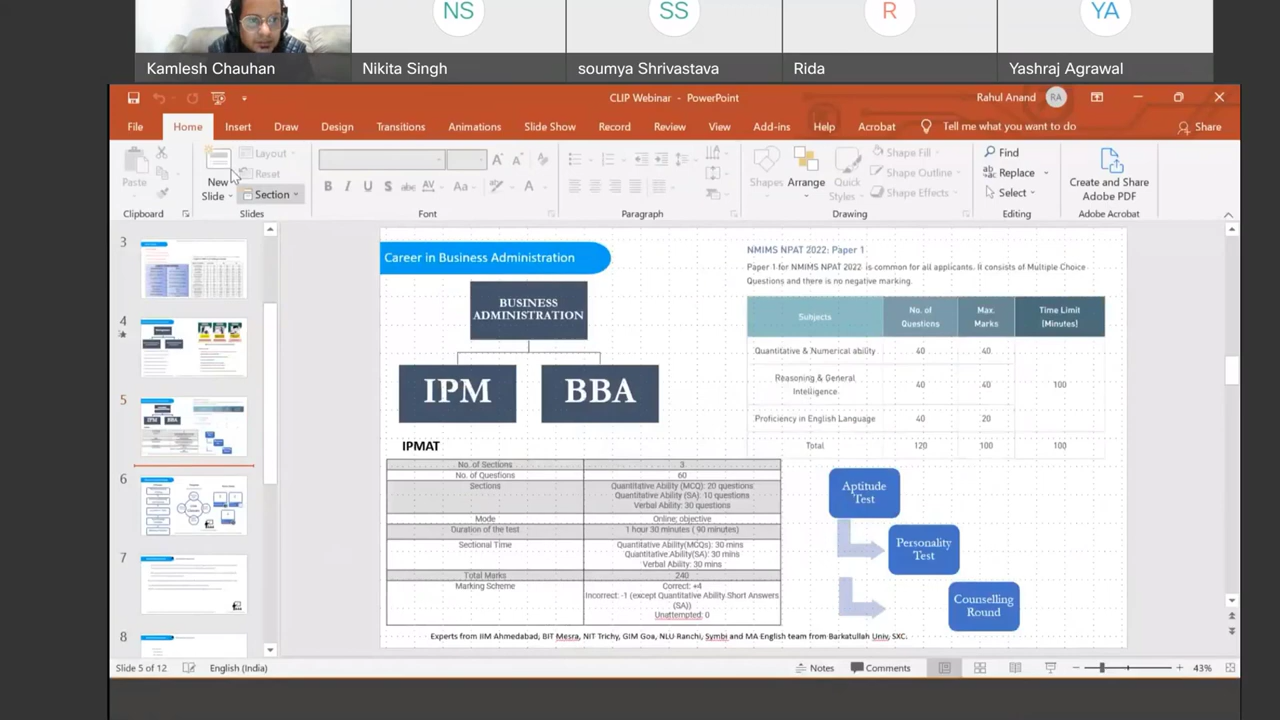 NS
SS
R
YA
Kamlesh Chauhan
Nikita Singh
soumya Shrivastava
Rida
Yashraj Agrawal
CLIP Webinar - PowerPoint
Rahul Anand
RA
File
Home
Insert
Draw
Design
Transitions
Animations
Slide Show
Record
Review
View
Add-ins
Help
Acrobat
Tell me what you want to do
Share
Paste
New
Slide
Layout
Reset
Section
B I U S abc AV Aa A
Shapes
Arrange
Quick
Styles
Shape Fill
Shape Outline
Shape Effects
Find
Replace
Select
Create and Share
Adobe PDF
Clipboard
Slides
Font
Paragraph
Drawing
Editing
Adobe Acrobat
3
4
5
6
7
8
Career in Business Administration
BUSINESS
ADMINISTRATION
IPM
BBA
NMIMS NPAT 2022: Paper 1
Paper 1 for NMIMS NPAT 2022 is common for all applicants. It consists of Multiple Choice
Questions and there is no negative marking.
Subjects
No. of
Questions
Max.
Marks
Time Limit
(Minutes)
Quantitative & Numerical ability 40 40
Reasoning & General
Intelligence
40 40 100
Proficiency in English Language 40 20
Total 120 100 100
IPMAT
No. of Sections 3
No. of Questions 60
Sections
Quantitative Ability (MCQ): 20 questions
Quantitative Ability (SA): 10 questions
Verbal Ability: 30 questions
Mode Online; objective
Duration of the test 1 hour 30 minutes ( 90 minutes)
Sectional Time
Quantitative Ability(MCQs): 30 mins
Quantitative Ability(SA): 30 mins
Verbal Ability: 30 mins
Total Marks 240
Marking Scheme
Correct: +4
Incorrect: -1 (except Quantitative Ability Short Answers
(SA))
Unattempted: 0
Aptitude
Test
Personality
Test
Counselling
Round
Experts from IIM Ahmedabad, BIT Mesra, NIT Trichy, GIM Goa, NLU Ranchi, Symbi and MA English team from Barkatullah Univ, SXC.
Slide 5 of 12
English (India)
Notes
Comments
43%